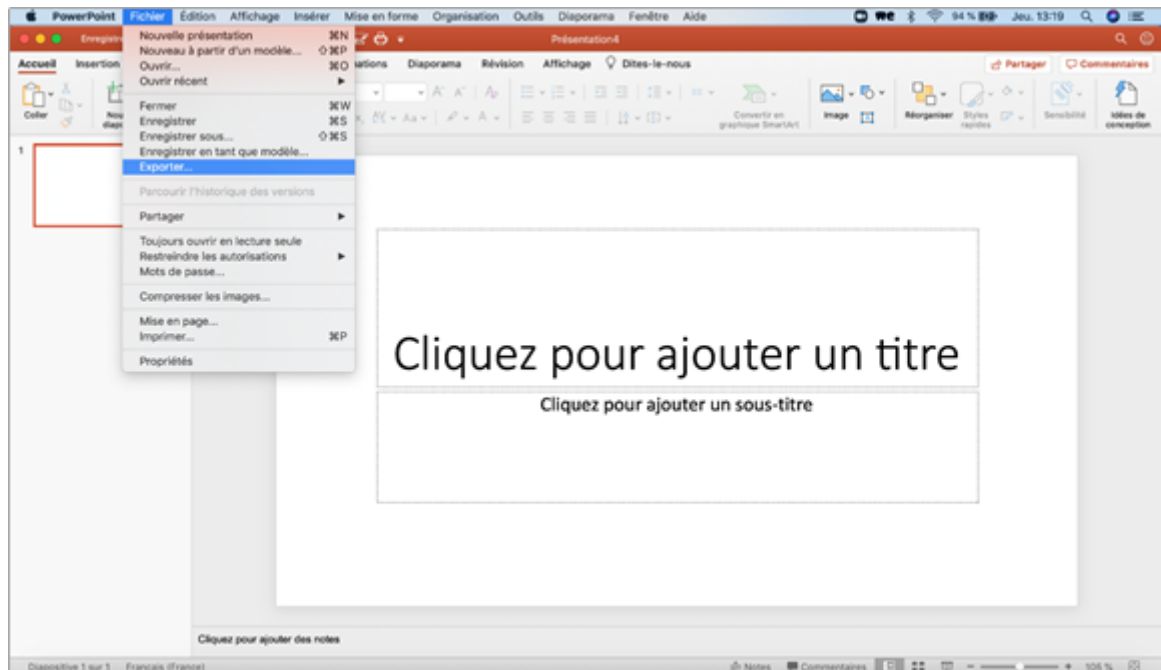 PowerPoint Fichier Édition Affichage Insérer Mise en forme Organisation Outils Diaporama Fenêtre Aide 94 % Jeu. 13:19
Présentation4
Accueil Insertion Diaporama Révision Affichage Dites-le-nous Partager Commentaires
Nouvelle présentation ⌘N
Nouveau à partir d'un modèle... ⇧⌘P
Ouvrir... ⌘O
Ouvrir récent
Fermer ⌘W
Enregistrer ⌘S
Enregistrer sous... ⇧⌘S
Enregistrer en tant que modèle...
Exporter...
Parcourir l'historique des versions
Partager
Toujours ouvrir en lecture seule
Restreindre les autorisations
Mots de passe...
Compresser les images...
Mise en page...
Imprimer... ⌘P
Propriétés
Coller
Convertir en
graphique SmartArt
Image
Réorganiser
Styles
rapides
Sensibilité
Idées de
conception
1
Cliquez pour ajouter un titre
Cliquez pour ajouter un sous-titre
Cliquez pour ajouter des notes
Diapositive 1 sur 1 Français (France) Notes Commentaires 105 %